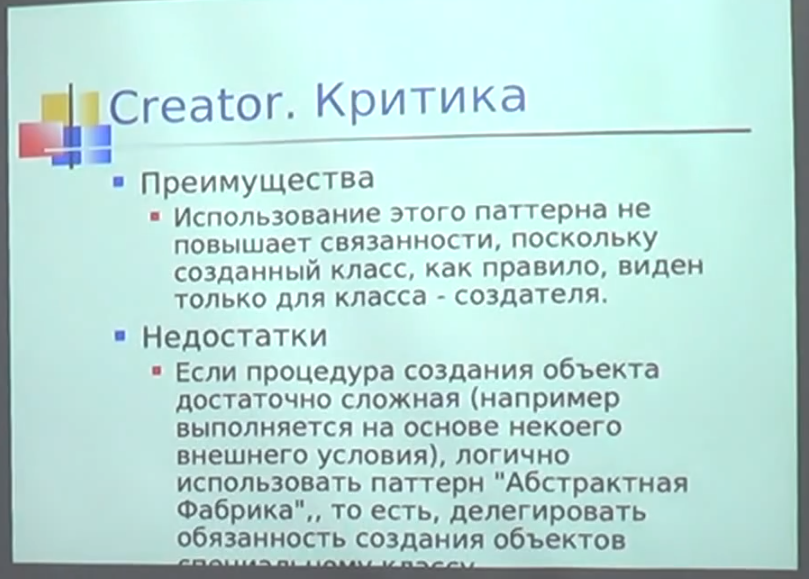 Creator. Критика
Преимущества
Использование этого паттерна не
повышает связанности, поскольку
созданный класс, как правило, виден
только для класса - создателя.
Недостатки
Если процедура создания объекта
достаточно сложная (например
выполняется на основе некоего
внешнего условия), логично
использовать паттерн "Абстрактная
Фабрика",, то есть, делегировать
обязанность создания объектов
специальному классу